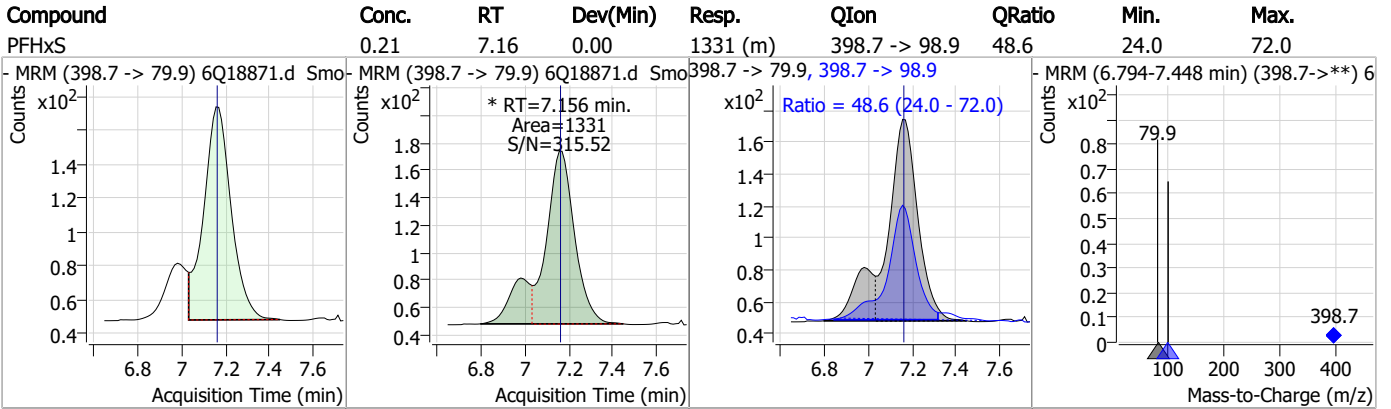 Compound Conc. RT Dev(Min) Resp. QIon QRatio Min. Max.
PFHxS 0.21 7.16 0.00 1331 (m) 398.7 -> 98.9 48.6 24.0 72.0
- MRM (398.7 -> 79.9) 6Q18871.d Smo
Counts
x10²
1.4
1.2
1
0.8
0.6
0.4
6.8 7 7.2 7.4 7.6
Acquisition Time (min)
- MRM (398.7 -> 79.9) 6Q18871.d Smo
Counts
x10²
* RT=7.156 min.
Area=1331
S/N=315.52
1.8
1.6
1.4
1.2
1
0.8
0.6
0.4
6.8 7 7.2 7.4 7.6
Acquisition Time (min)
398.7 -> 79.9, 398.7 -> 98.9
x10²
Ratio = 48.6 (24.0 - 72.0)
1.6
1.4
1.2
1
0.8
0.6
0.4
6.8 7 7.2 7.4 7.6
Acquisition Time (min)
- MRM (6.794-7.448 min) (398.7->**) 6
Counts
x10²
79.9
0.8
0.7
0.6
0.5
0.4
0.3
0.2
0.1
0
398.7
100 200 300 400
Mass-to-Charge (m/z)